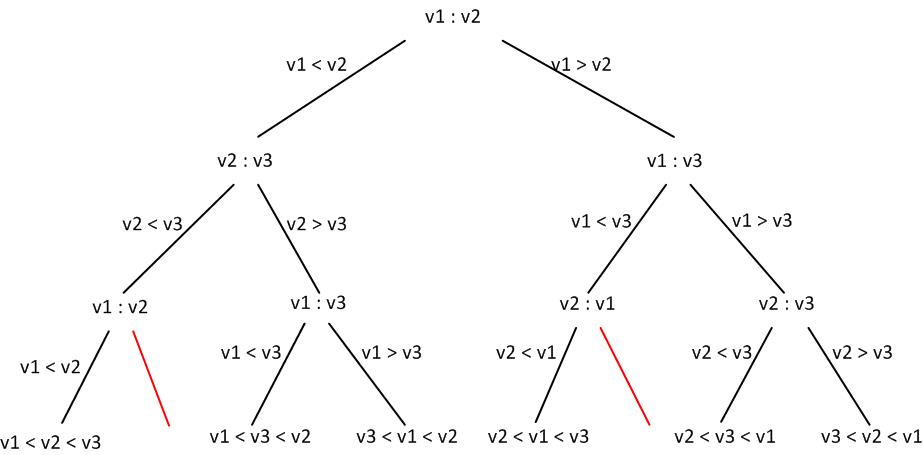 v1 : v2
v1 < v2
v1 > v2
v2 : v3
v1 : v3
v2 < v3
v2 > v3
v1 < v3
v1 > v3
v1 : v2
v1 : v3
v2 : v1
v2 : v3
v1 < v2
v1 < v3
v1 > v3
v2 < v1
v2 < v3
v2 > v3
v1 < v2 < v3
v1 < v3 < v2
v3 < v1 < v2
v2 < v1 < v3
v2 < v3 < v1
v3 < v2 < v1